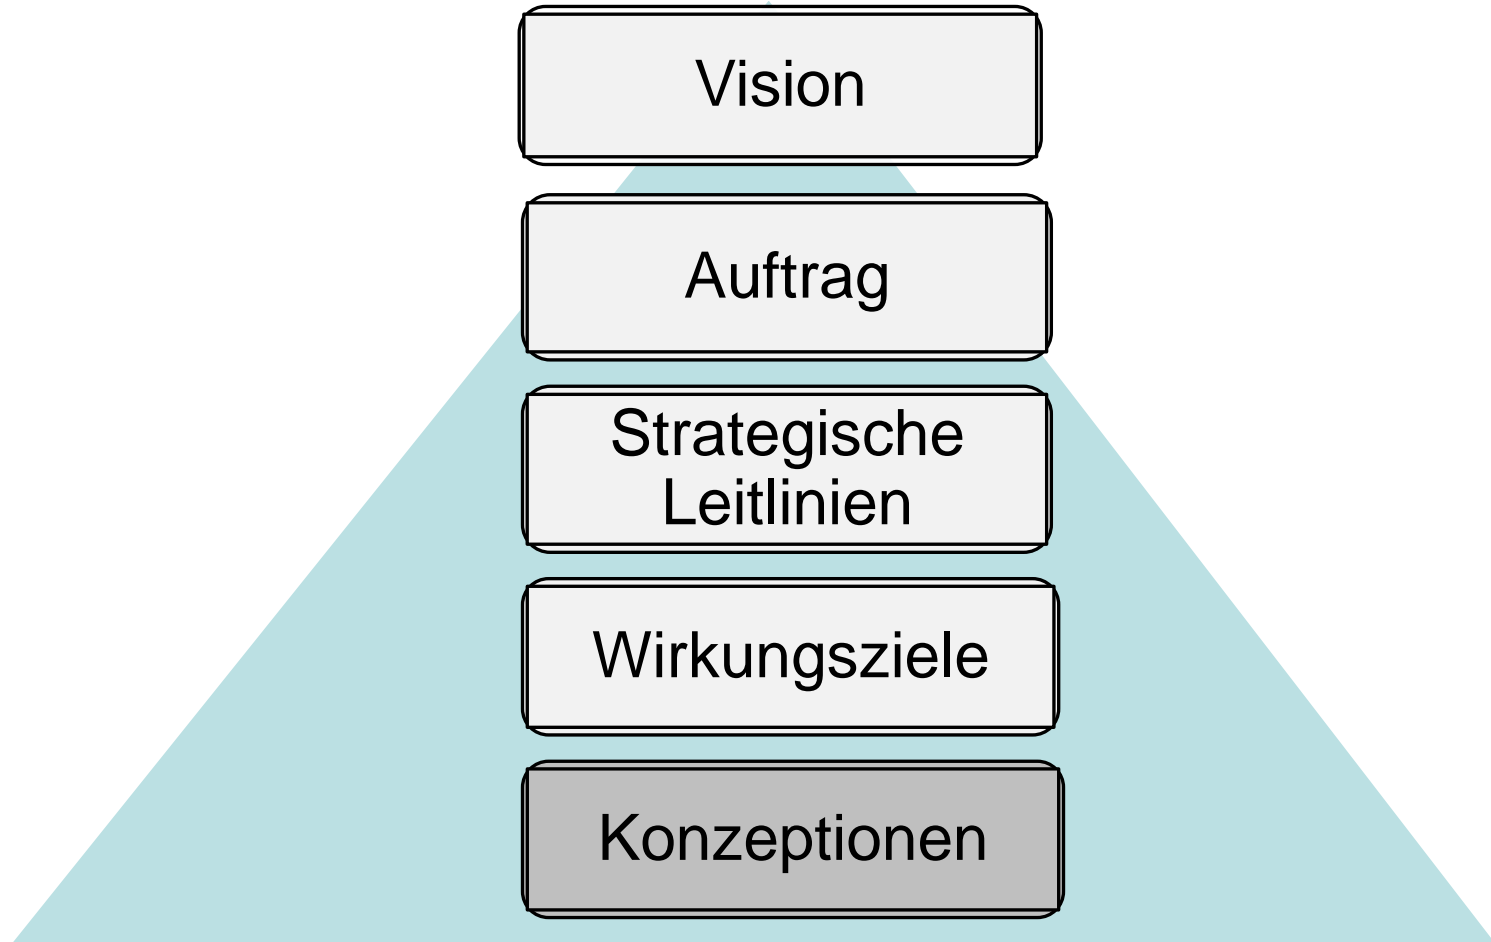 Vision
Auftrag
Strategische
Leitlinien
Wirkungsziele
Konzeptionen